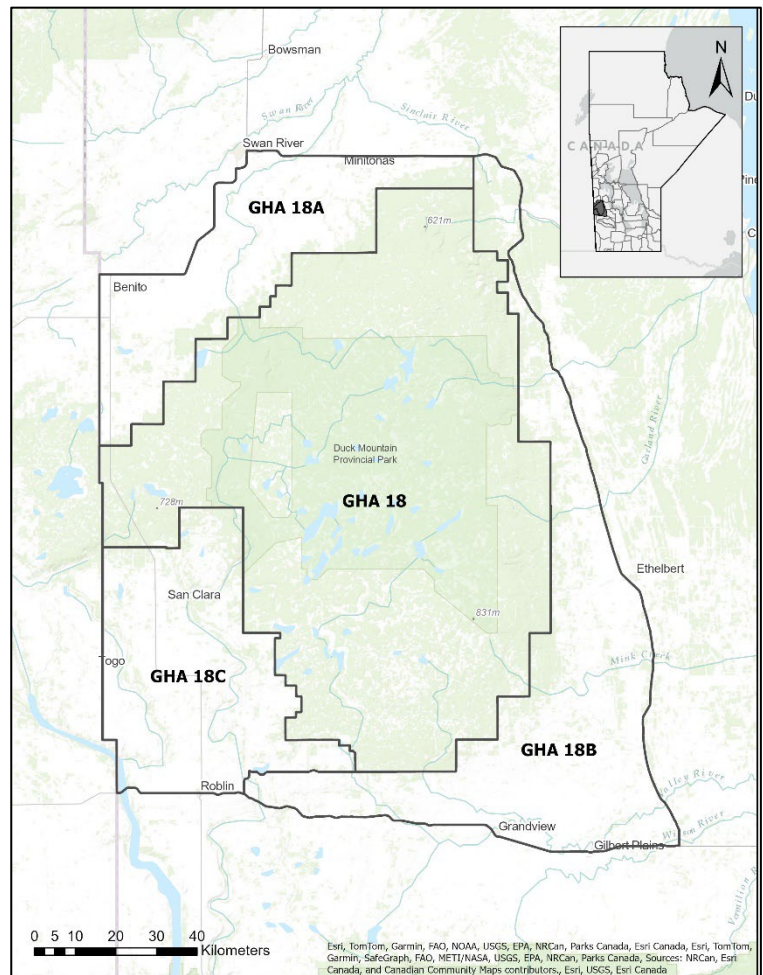 Bowsman
N
Swan River
Sinclair River
CANADA
Swan River
Minitonas
GHA 18A
621m
Benito
Garland River
Duck Mountain
Provincial Park
GHA 18
728m
Ethelbert
San Clara
831m
Mink Creek
Togo
GHA 18C
GHA 18B
Roblin
Valley River
Grandview
Wilson River
Gilbert Plains
Vermilion
0 5 10 20 30 40
Kilometers
Esri, TomTom, Garmin, FAO, NOAA, USGS, EPA, NRCan, Parks Canada, Esri Canada, Esri, TomTom,
Garmin, SafeGraph, FAO, METI/NASA, USGS, EPA, NRCan, Parks Canada, Sources: NRCan, Esri
Canada, and Canadian Community Maps contributors., Esri, USGS, Esri Canada